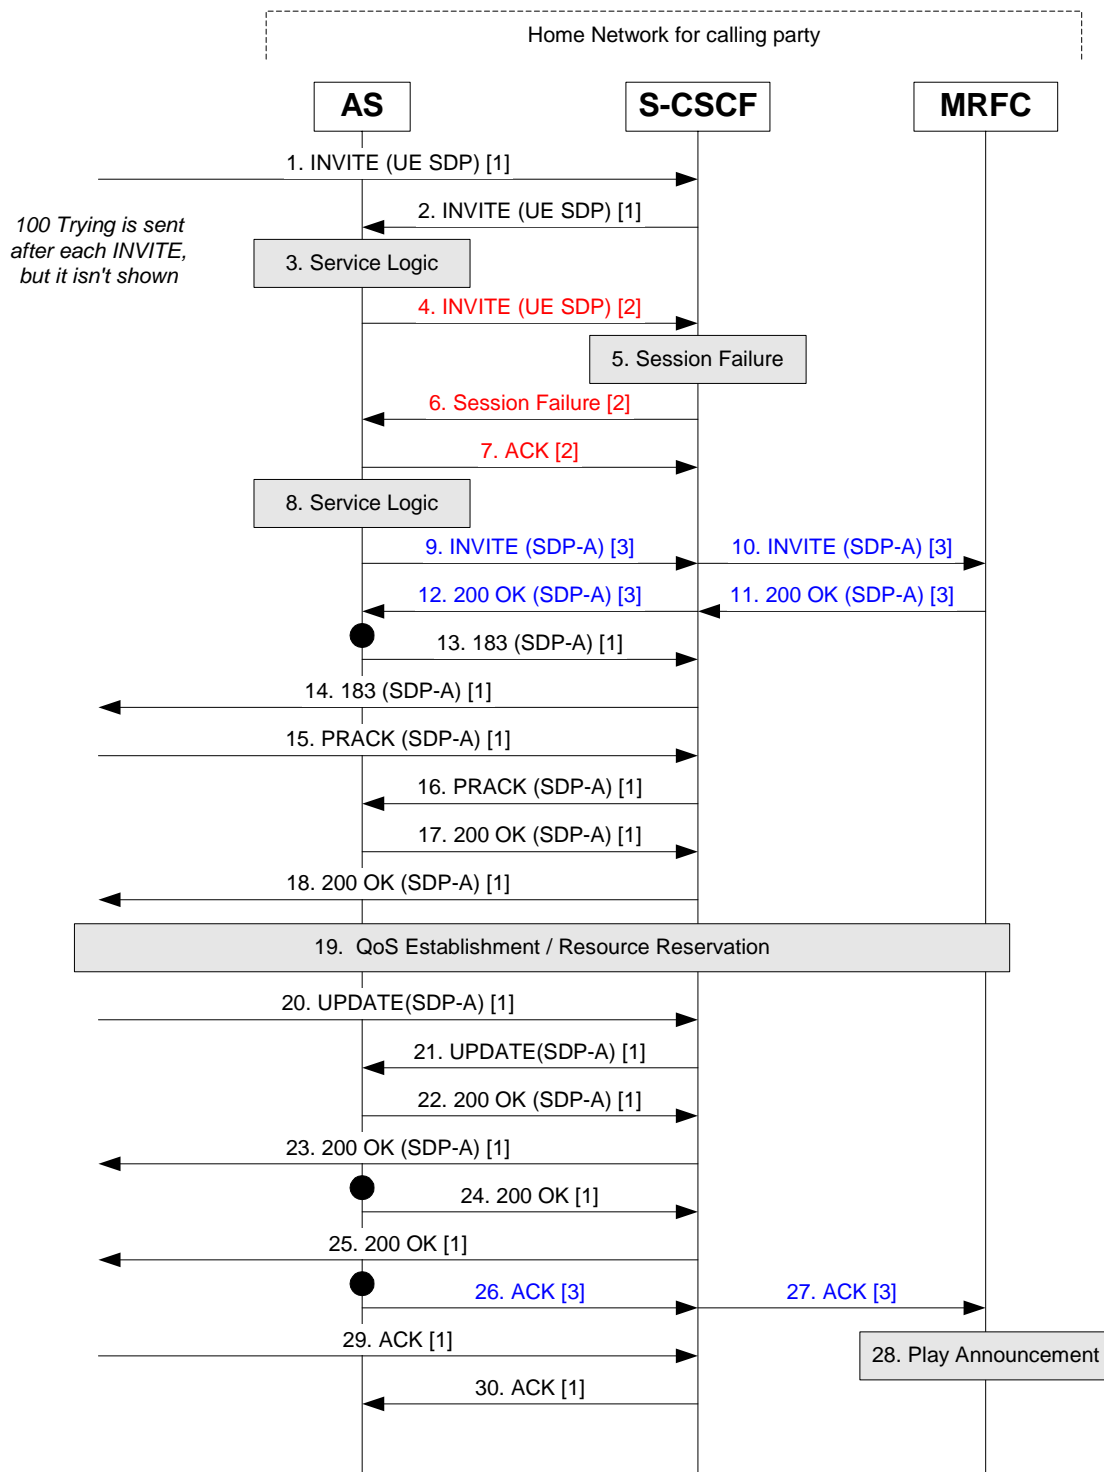 Home Network for calling party
AS
S-CSCF
MRFC
1. INVITE (UE SDP) [1]
2. INVITE (UE SDP) [1]
100 Trying is sent
after each INVITE,
but it isn't shown
3. Service Logic
4. INVITE (UE SDP) [2]
5. Session Failure
6. Session Failure [2]
7. ACK [2]
8. Service Logic
9. INVITE (SDP-A) [3]
10. INVITE (SDP-A) [3]
12. 200 OK (SDP-A) [3]
11. 200 OK (SDP-A) [3]
13. 183 (SDP-A) [1]
14. 183 (SDP-A) [1]
15. PRACK (SDP-A) [1]
16. PRACK (SDP-A) [1]
17. 200 OK (SDP-A) [1]
18. 200 OK (SDP-A) [1]
19. QoS Establishment / Resource Reservation
20. UPDATE(SDP-A) [1]
21. UPDATE(SDP-A) [1]
22. 200 OK (SDP-A) [1]
23. 200 OK (SDP-A) [1]
24. 200 OK [1]
25. 200 OK [1]
26. ACK [3]
27. ACK [3]
29. ACK [1]
28. Play Announcement
30. ACK [1]